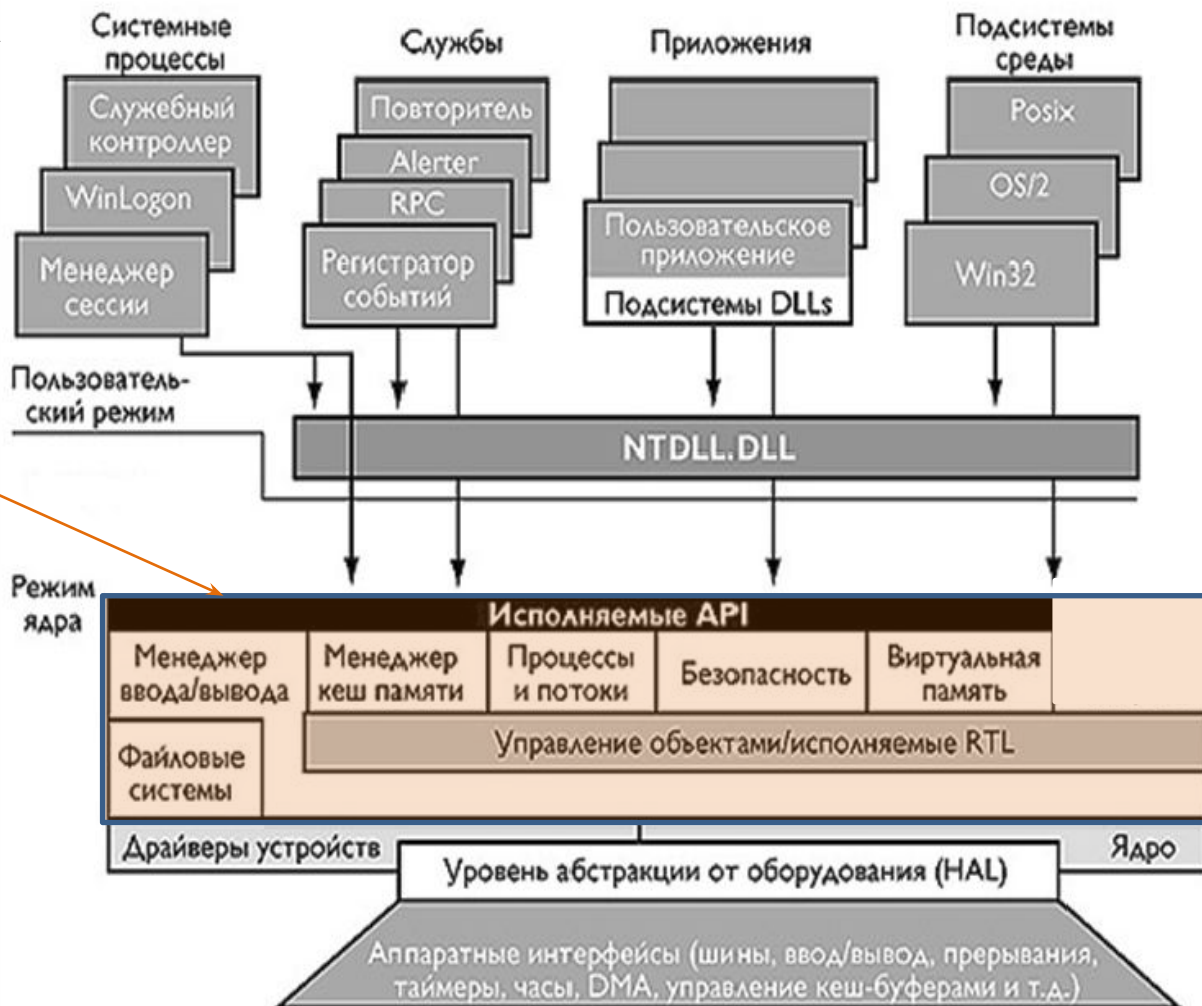 Системные
процессы
Службы
Приложения
Подсистемы
среды
Служебный
контроллер
WinLogon
Менеджер
сессии
Повторитель
Alerter
RPC
Регистратор
событий
Пользовательское
приложение
Подсистемы DLLs
Posix
OS/2
Win32
Пользователь-
ский режим
NTDLL.DLL
Режим
ядра
Исполняемые API
Менеджер
ввода/вывода
Менеджер
кеш памяти
Процессы
и потоки
Безопасность
Виртуальная
память
Файловые
системы
Управление объектами/исполняемые RTL
Драйверы устройств
Ядро
Уровень абстракции от оборудования (HAL)
Аппаратные интерфейсы (шины, ввод/вывод, прерывания,
таймеры, часы, DMA, управление кеш-буферами и т.д.)